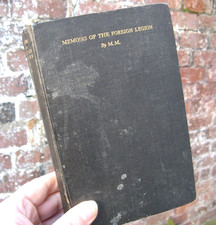 MEMOIRS OF THE FOREIGN LEGION
By M.M.